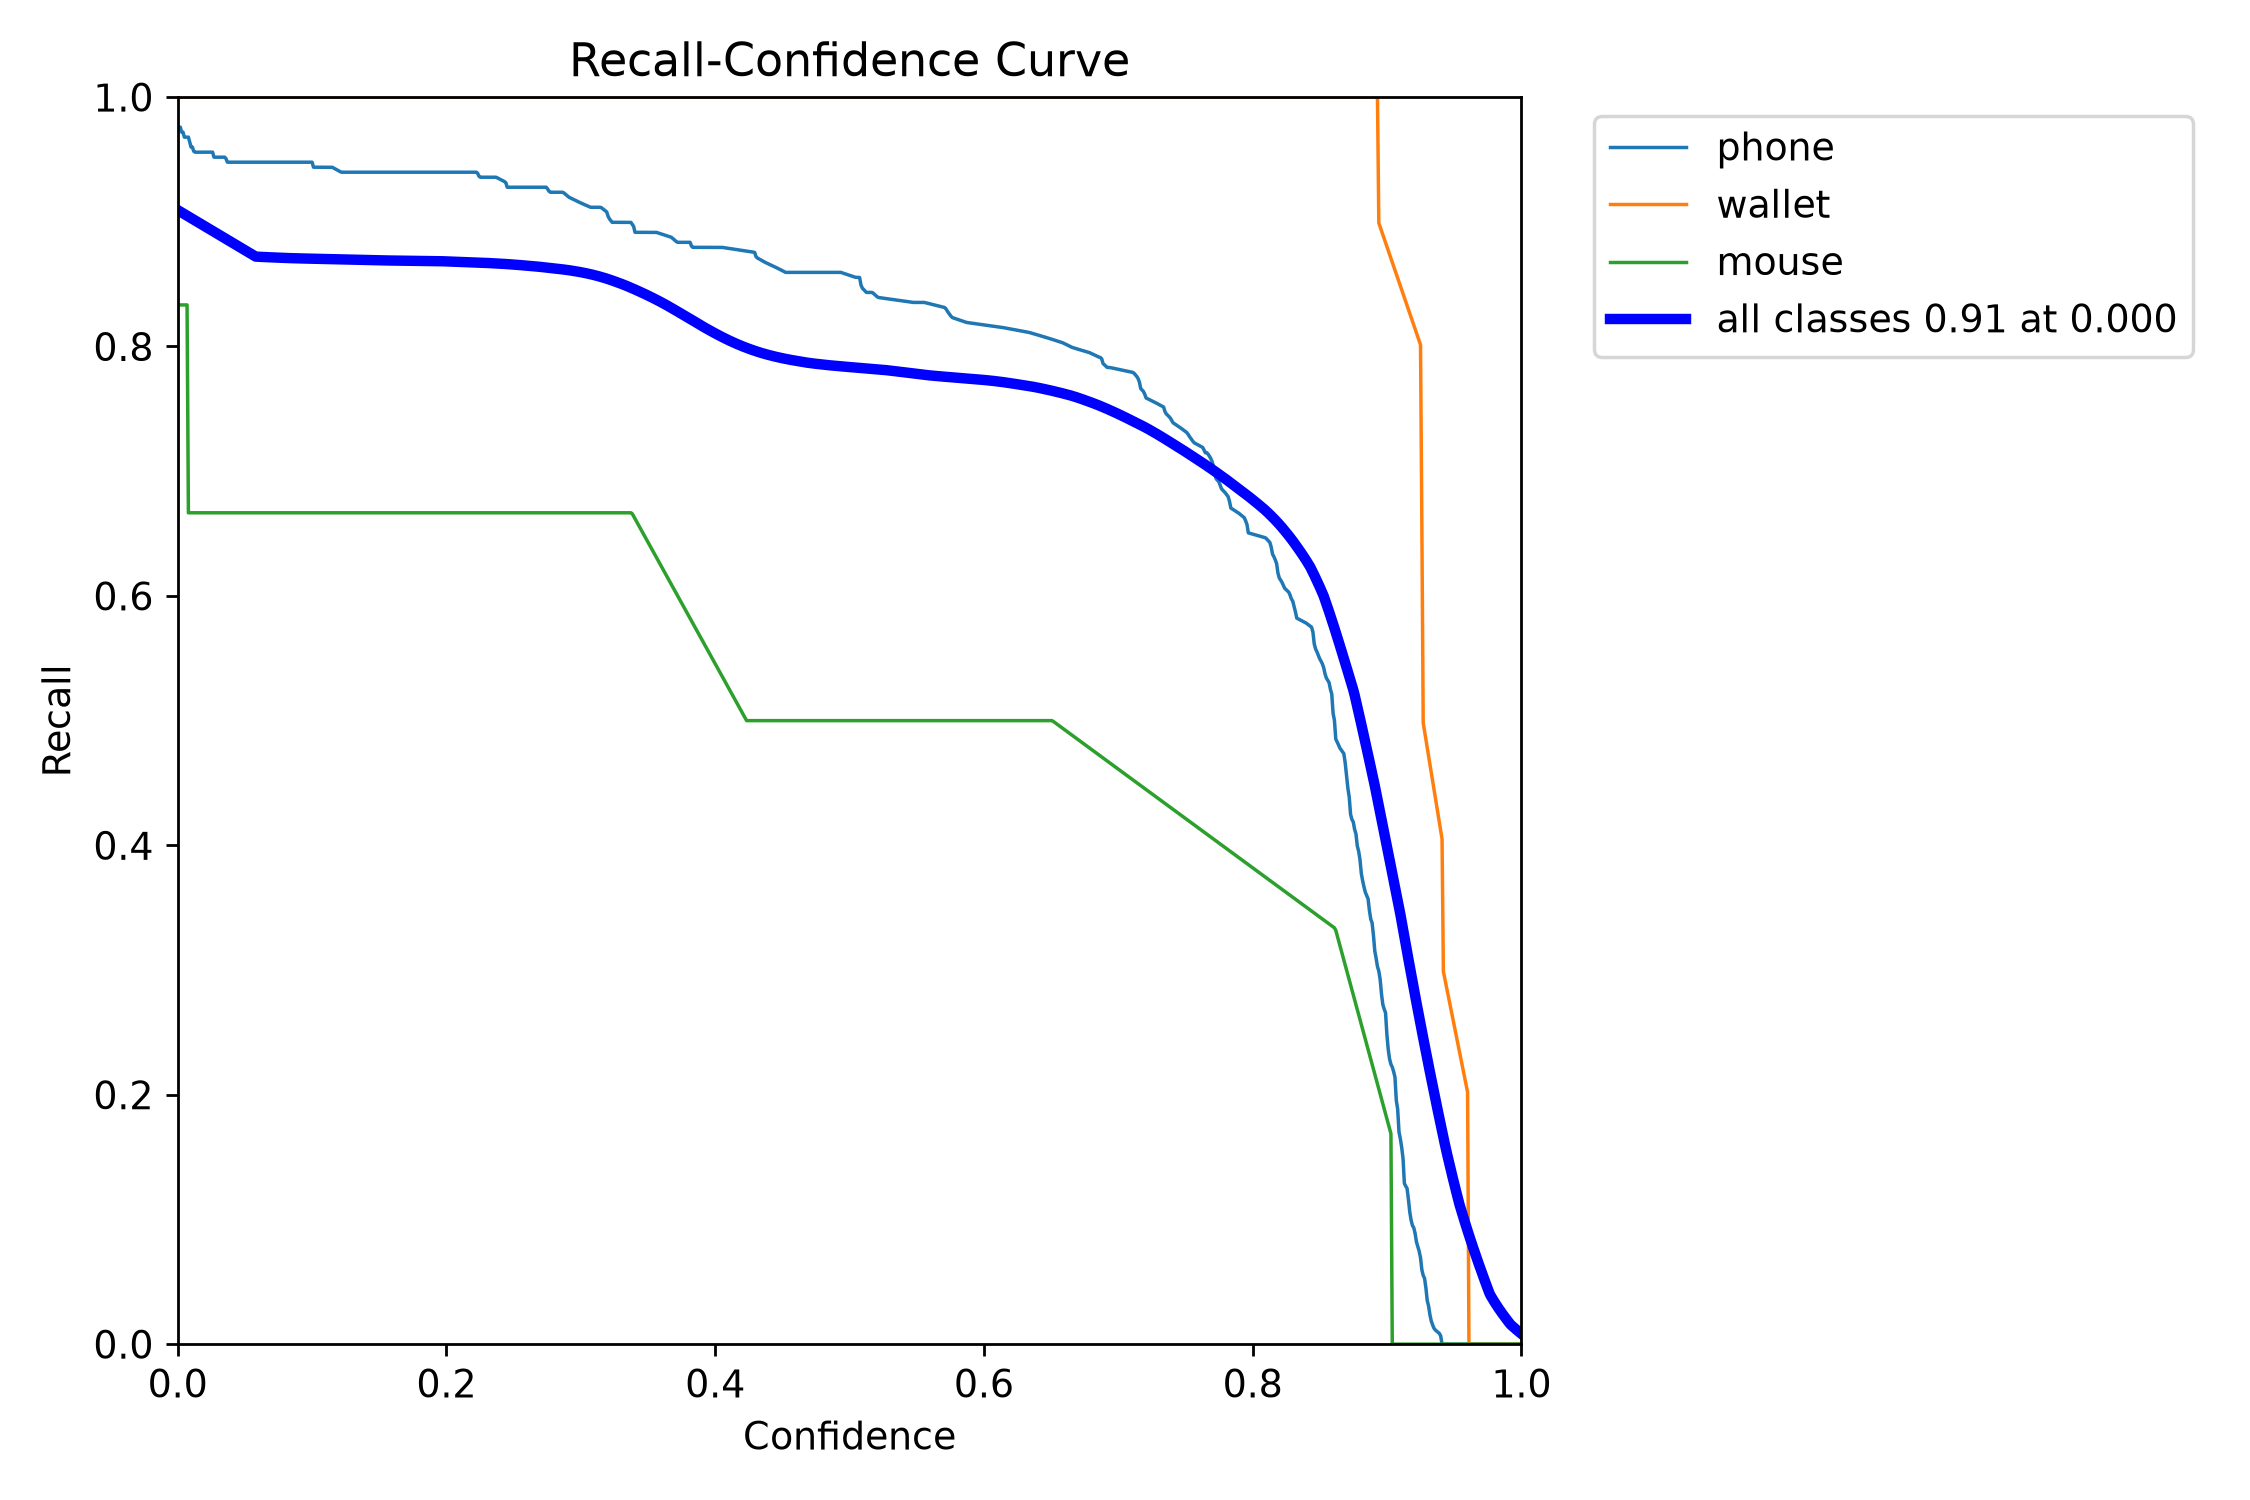 Recall-Confidence Curve
1.0
0.8
0.6
0.4
0.2
0.0
Recall
0.0 0.2 0.4 0.6 0.8 1.0
Confidence
phone
wallet
mouse
all classes 0.91 at 0.000